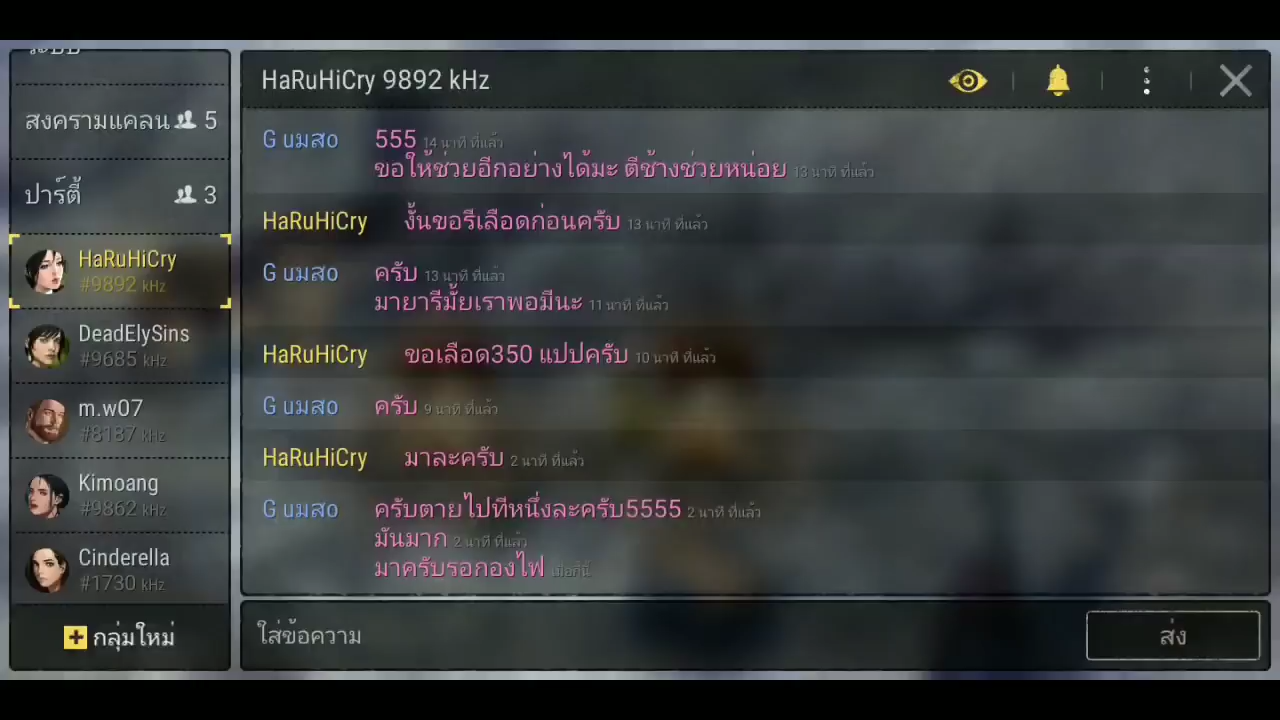 ระบบ
สงครามแคลน 5
ปาร์ตี้ 3
HaRuHiCry
#9892 kHz
DeadElySins
#9685 kHz
m.w07
#8187 kHz
Kimoang
#9862 kHz
Cinderella
#1730 kHz
กลุ่มใหม่
HaRuHiCry 9892 kHz
G uมสo 555 14 นาที ที่แล้ว
ขอให้ช่วยอีกอย่างได้มะ ตีช้างช่วยหน่อย 13 นาที ที่แล้ว
HaRuHiCry งั้นขอรีเลือดก่อนครับ 13 นาที ที่แล้ว
G uมสo ครับ 13 นาที ที่แล้ว
มายารีมั้ยเราพอมีนะ 11 นาที ที่แล้ว
HaRuHiCry ขอเลือด350 แปปครับ 10 นาที ที่แล้ว
G uมสo ครับ 9 นาที ที่แล้ว
HaRuHiCry มาละครับ 2 นาที ที่แล้ว
G uมสo ครับตายไปทีหนึ่งละครับ5555 2 นาที ที่แล้ว
มันมาก 2 นาที ที่แล้ว
มาครับรอกองไฟ เมื่อกี้นี้
ใส่ข้อความ
ส่ง